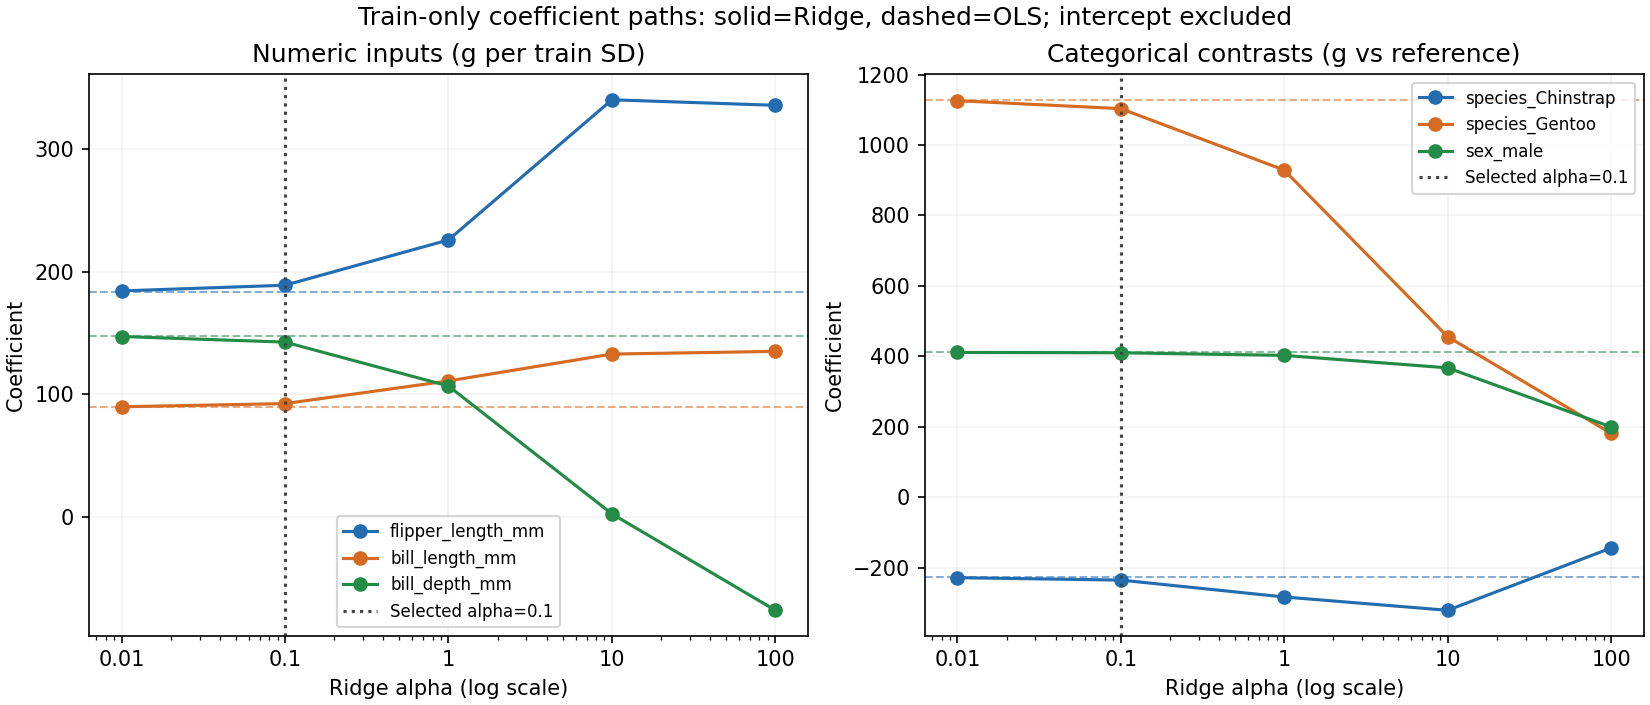 Train-only coefficient paths: solid=Ridge, dashed=OLS; intercept excluded
Numeric inputs (g per train SD)
Coefficient
300
200
100
0
flipper_length_mm
bill_length_mm
bill_depth_mm
Selected alpha=0.1
0.01 0.1 1 10 100
Ridge alpha (log scale)
Categorical contrasts (g vs reference)
Coefficient
1200
1000
800
600
400
200
0
−200
species_Chinstrap
species_Gentoo
sex_male
Selected alpha=0.1
0.01 0.1 1 10 100
Ridge alpha (log scale)